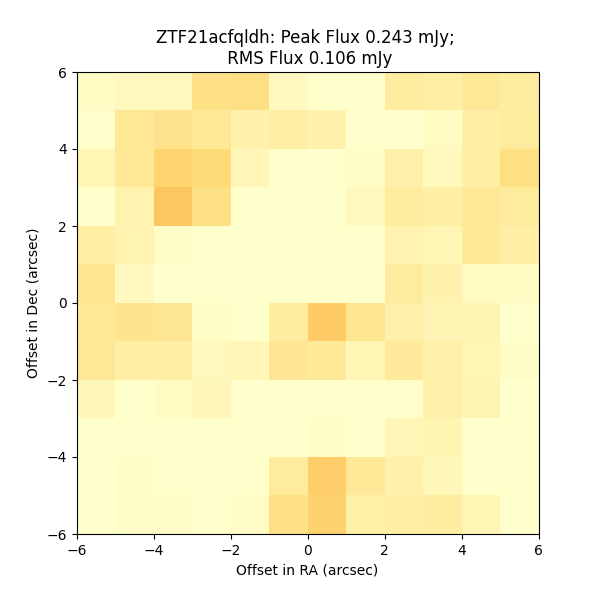 ZTF21acfqldh: Peak Flux 0.243 mJy;
RMS Flux 0.106 mJy
6
4
2
0
−2
−4
−6
Offset in Dec (arcsec)
−6 −4 −2 0 2 4 6
Offset in RA (arcsec)